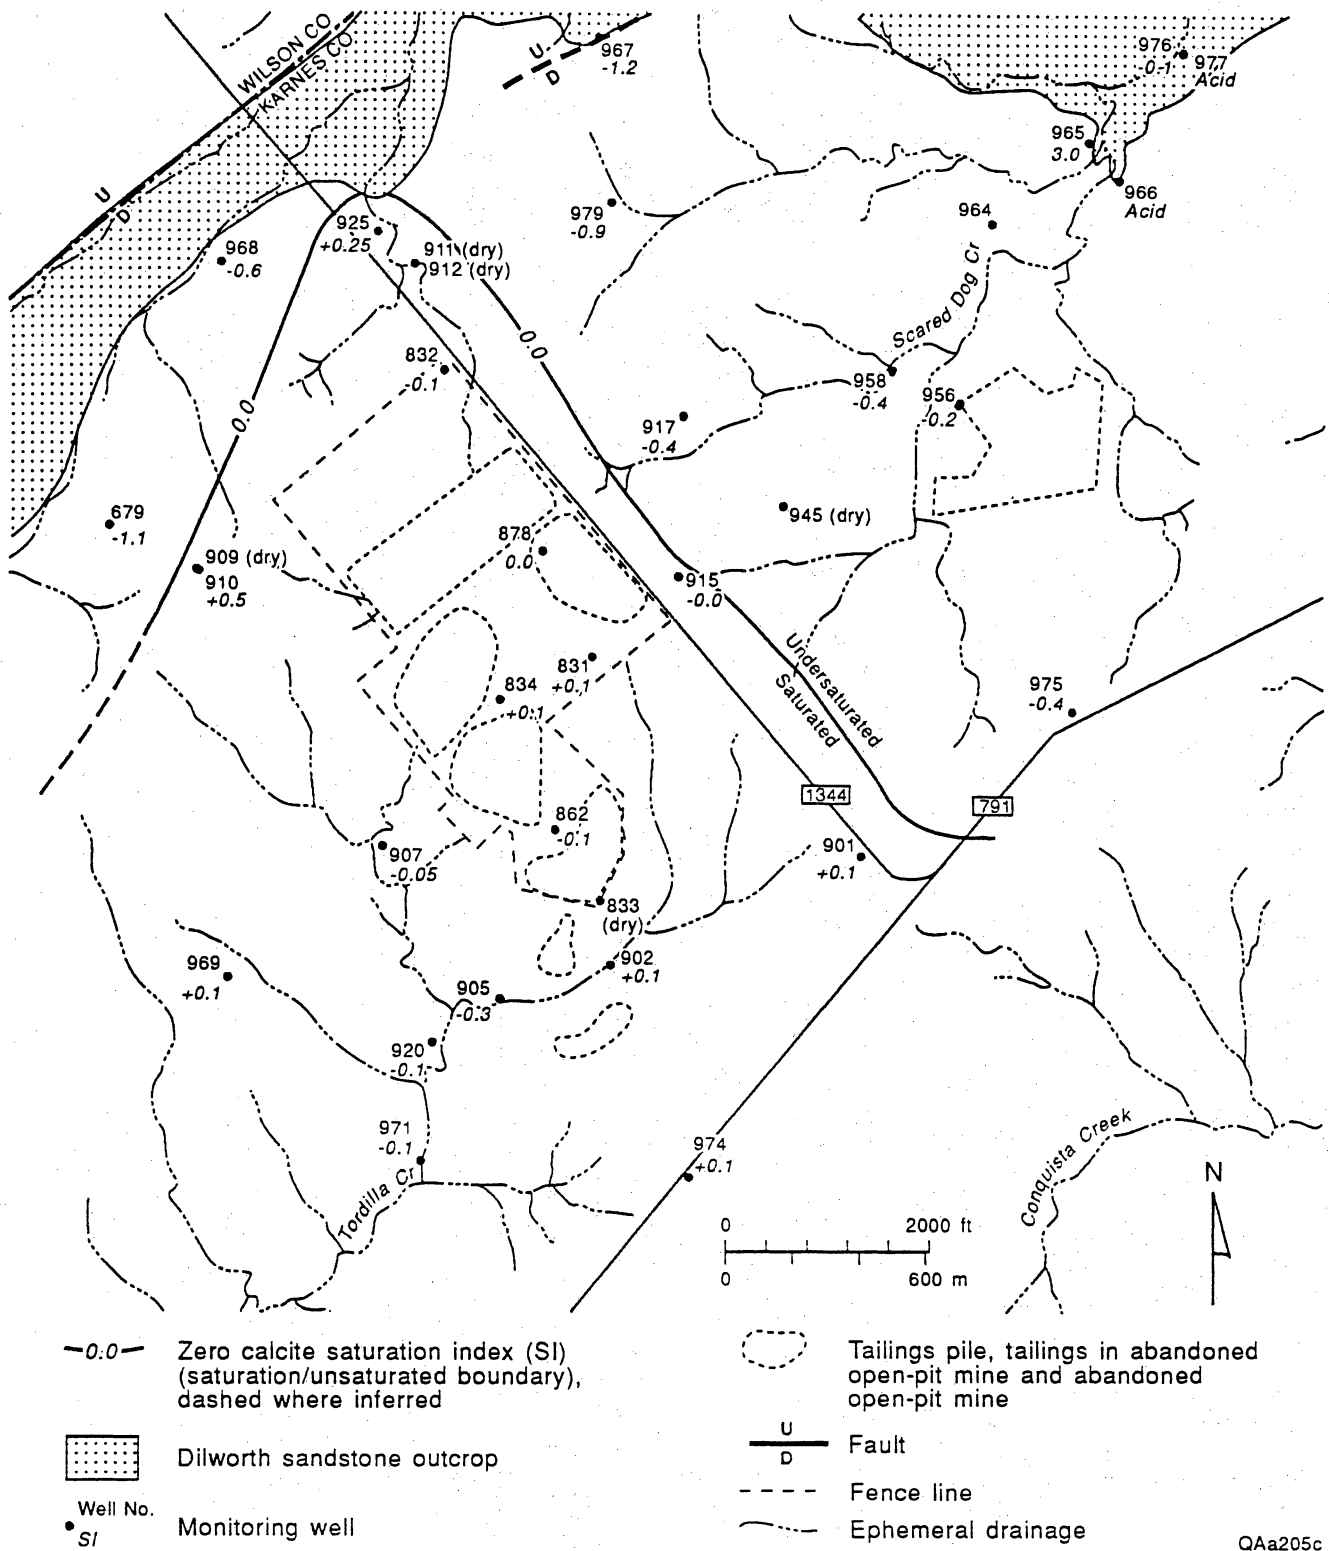 WILSON CO
KARNES CO
U
D
967
-1.2
976
-0.1
977
Acid
965
3.0
966
Acid
U
D
925
+0.25
911 (dry)
912 (dry)
979
-0.9
964
968
-0.6
Scared Dog Cr
0.0
832
-0.1
958
-0.4
956
-0.2
0.0
917
-0.4
679
-1.1
945 (dry)
878
0.0
909 (dry)
910
+0.5
915
-0.0
Undersaturated
Saturated
831
+0.1
834
+0.1
975
-0.4
1344
791
862
-0.1
907
-0.05
901
+0.1
833
(dry)
969
+0.1
902
+0.1
905
-0.3
920
-0.1
971
-0.1
974
+0.1
Tordilla Cr
Conquista Creek
N
0 2000 ft
0 600 m
0.0 Zero calcite saturation index (SI)
(saturation/unsaturated boundary),
dashed where inferred
Dilworth sandstone outcrop
Well No.
SI
Monitoring well
Tailings pile, tailings in abandoned
open-pit mine and abandoned
open-pit mine
U
D
Fault
Fence line
Ephemeral drainage
QAa205c